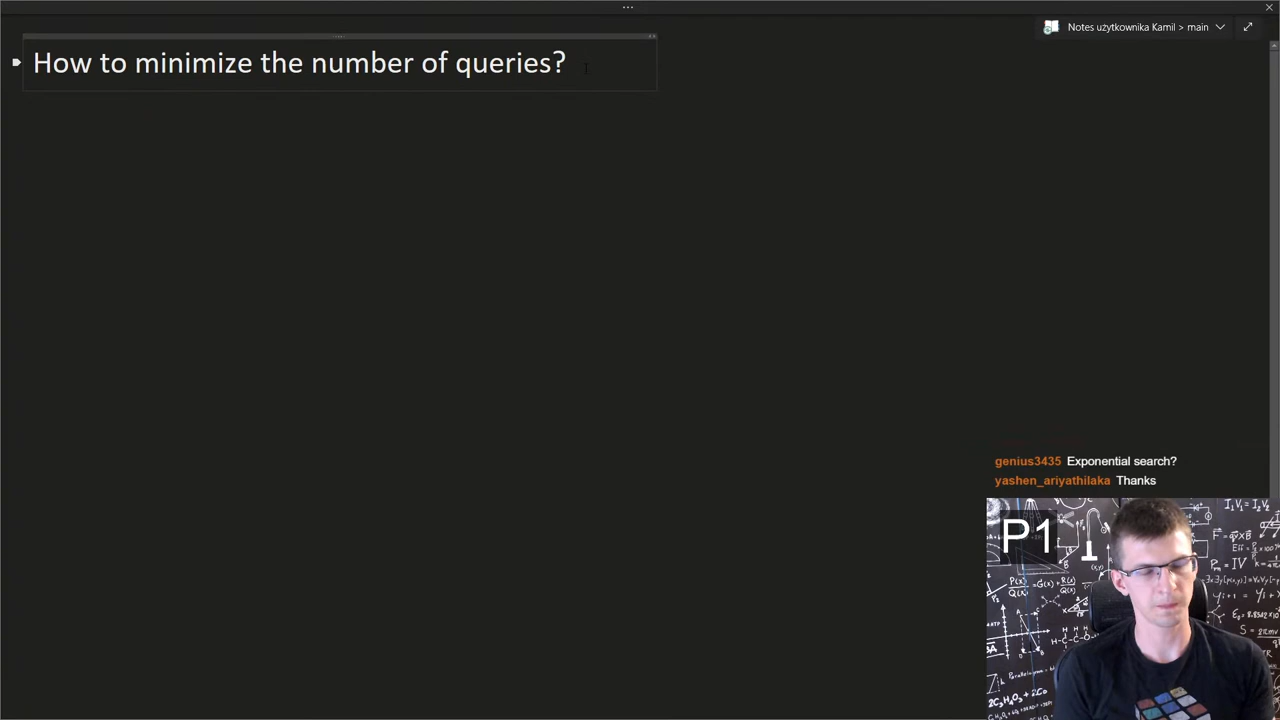 Notes użytkownika Kamil > main
How to minimize the number of queries?
genius3435 Exponential search?
yashen_ariyathilaka Thanks
P1